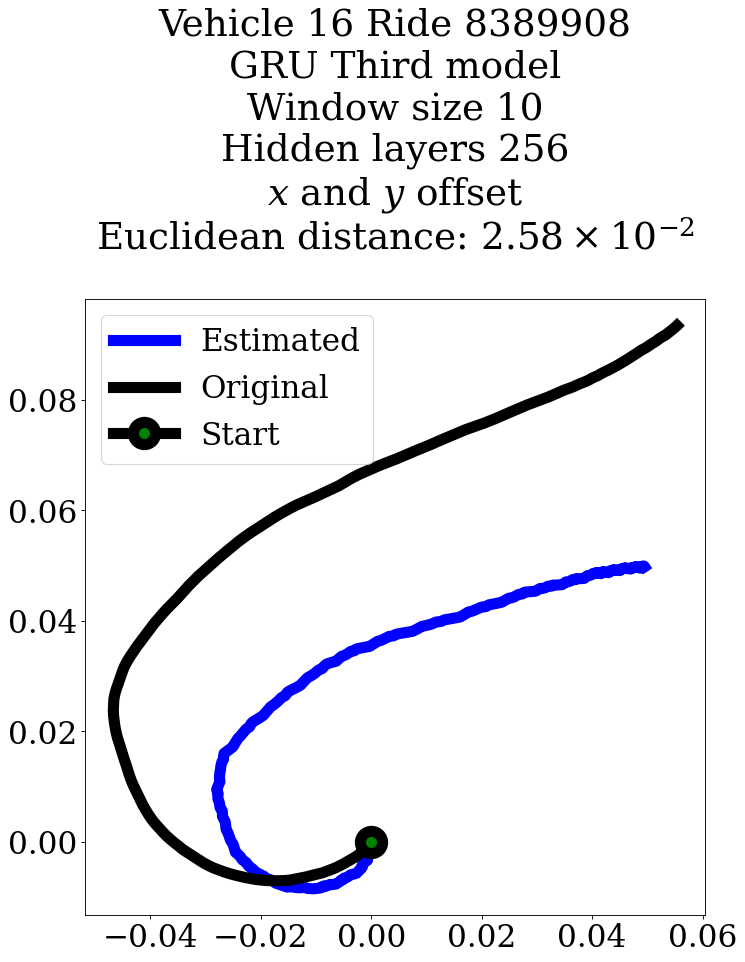 Vehicle 16 Ride 8389908
GRU Third model
Window size 10
Hidden layers 256
x and y offset
Euclidean distance: 2.58 × 10⁻²
Estimated
Original
Start
0.08
0.06
0.04
0.02
0.00
−0.04 −0.02 0.00 0.02 0.04 0.06